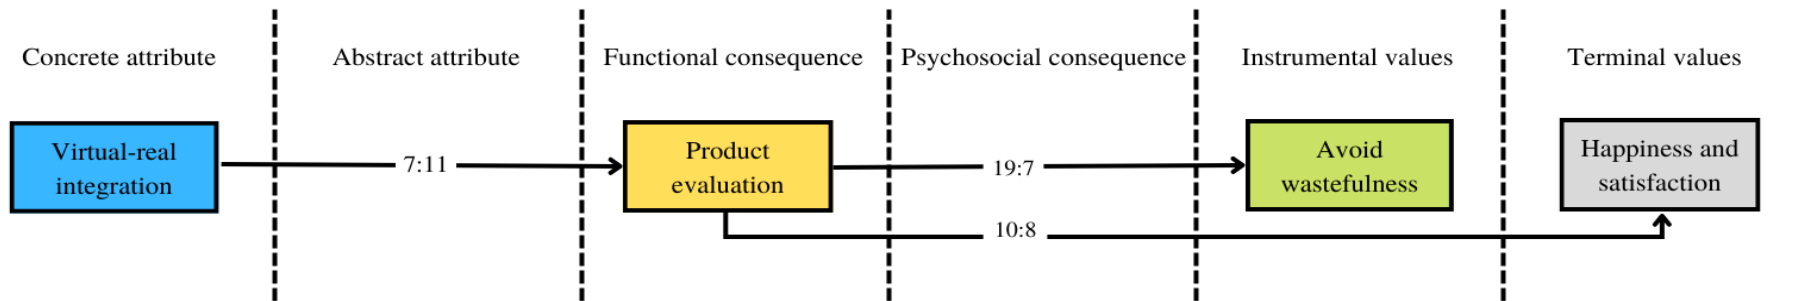 Concrete attribute
Abstract attribute
Functional consequence
Psychosocial consequence
Instrumental values
Terminal values
Virtual-real
integration
7:11
Product
evaluation
19:7
10:8
Avoid
wastefulness
Happiness and
satisfaction